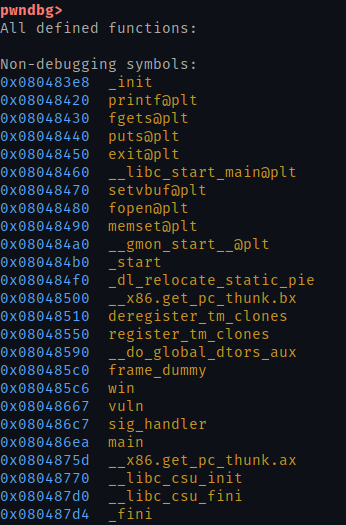 pwndbg>
All defined functions:
Non-debugging symbols:
0x080483e8 _init
0x08048420 printf@plt
0x08048430 fgets@plt
0x08048440 puts@plt
0x08048450 exit@plt
0x08048460 __libc_start_main@plt
0x08048470 setvbuf@plt
0x08048480 fopen@plt
0x08048490 memset@plt
0x080484a0 __gmon_start__@plt
0x080484b0 _start
0x080484f0 _dl_relocate_static_pie
0x08048500 __x86.get_pc_thunk.bx
0x08048510 deregister_tm_clones
0x08048550 register_tm_clones
0x08048590 __do_global_dtors_aux
0x080485c0 frame_dummy
0x080485c6 win
0x08048667 vuln
0x080486c7 sig_handler
0x080486ea main
0x0804875d __x86.get_pc_thunk.ax
0x08048770 __libc_csu_init
0x080487d0 __libc_csu_fini
0x080487d4 _fini